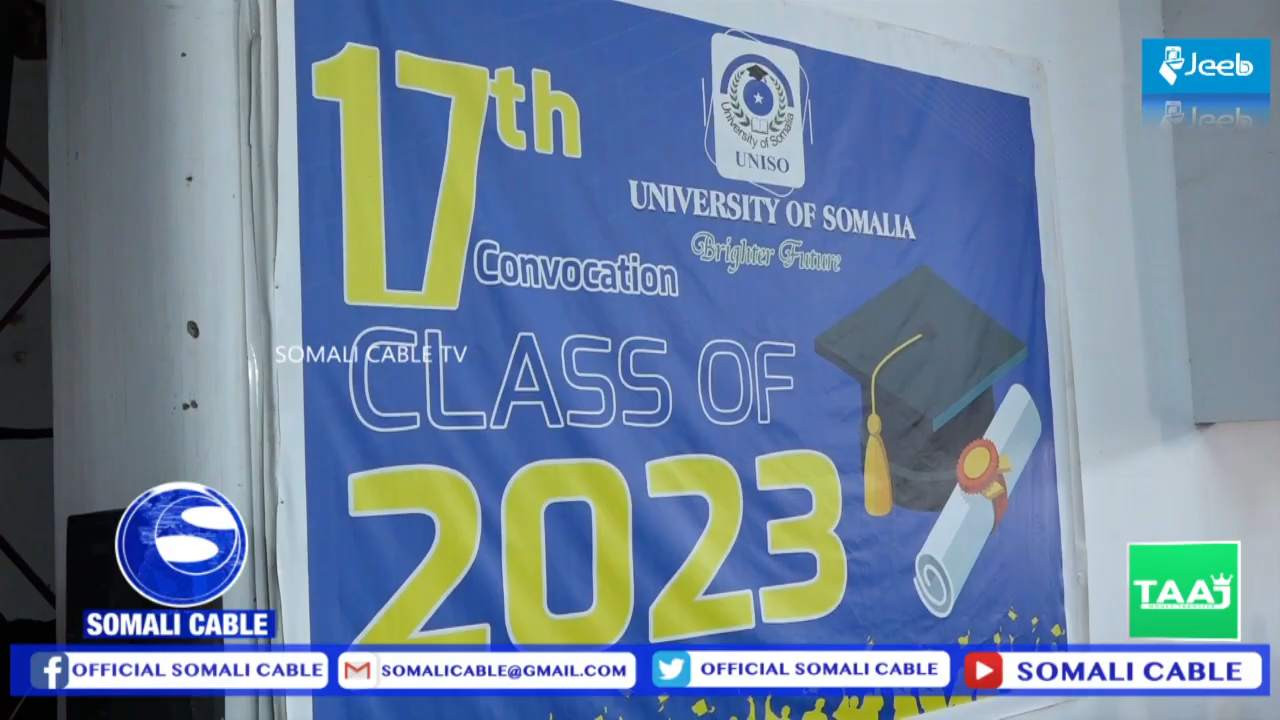 17th
Convocation
CLASS OF
2023
University of Somalia
UNISO
UNIVERSITY OF SOMALIA
Brighter Future
SOMALI CABLE TV
Jeeb
Jeeb
SOMALI CABLE
TAAJ
OFFICIAL SOMALI CABLE
SOMALICABLE@GMAIL.COM
OFFICIAL SOMALI CABLE
SOMALI CABLE